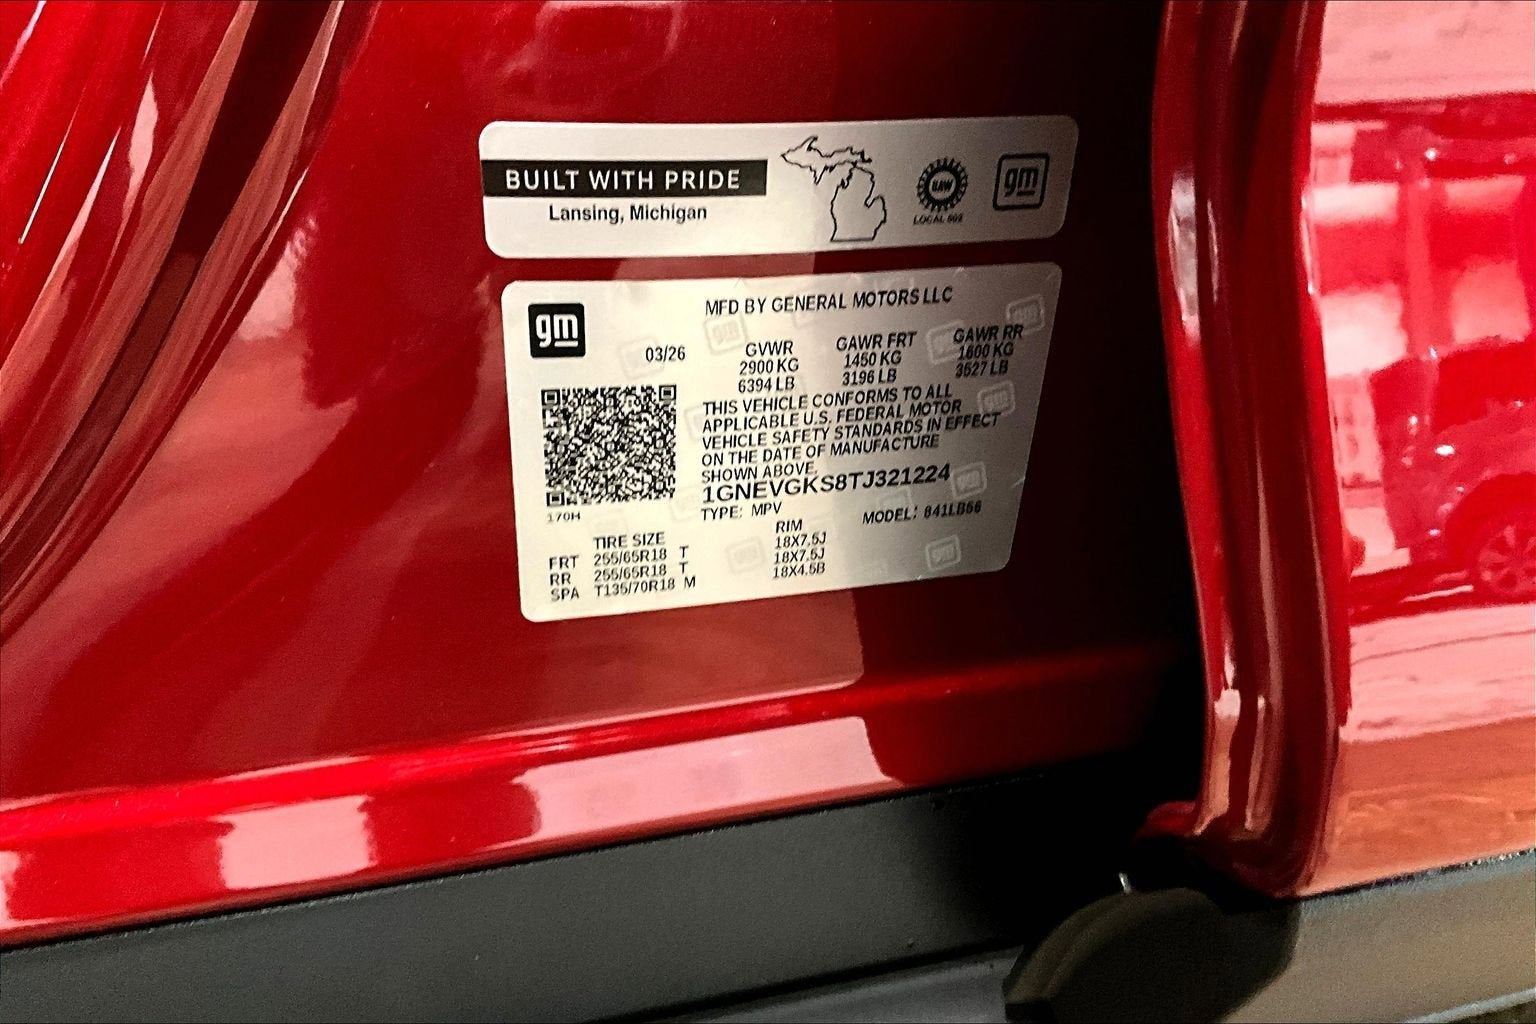 BUILT WITH PRIDE
Lansing, Michigan
UAW
LOCAL 602
gm
gm
MFD BY GENERAL MOTORS LLC
03/26
GVWR GAWR FRT GAWR RR
2900 KG 1450 KG 1600 KG
6394 LB 3196 LB 3527 LB
THIS VEHICLE CONFORMS TO ALL
APPLICABLE U.S. FEDERAL MOTOR
VEHICLE SAFETY STANDARDS IN EFFECT
ON THE DATE OF MANUFACTURE
SHOWN ABOVE.
1GNEVGKS8TJ321224
TYPE: MPV MODEL: 841LB56
170H
TIRE SIZE RIM
FRT 255/65R18 T 18X7.5J
RR 255/65R18 T 18X7.5J
SPA T135/70R18 M 18X4.5B